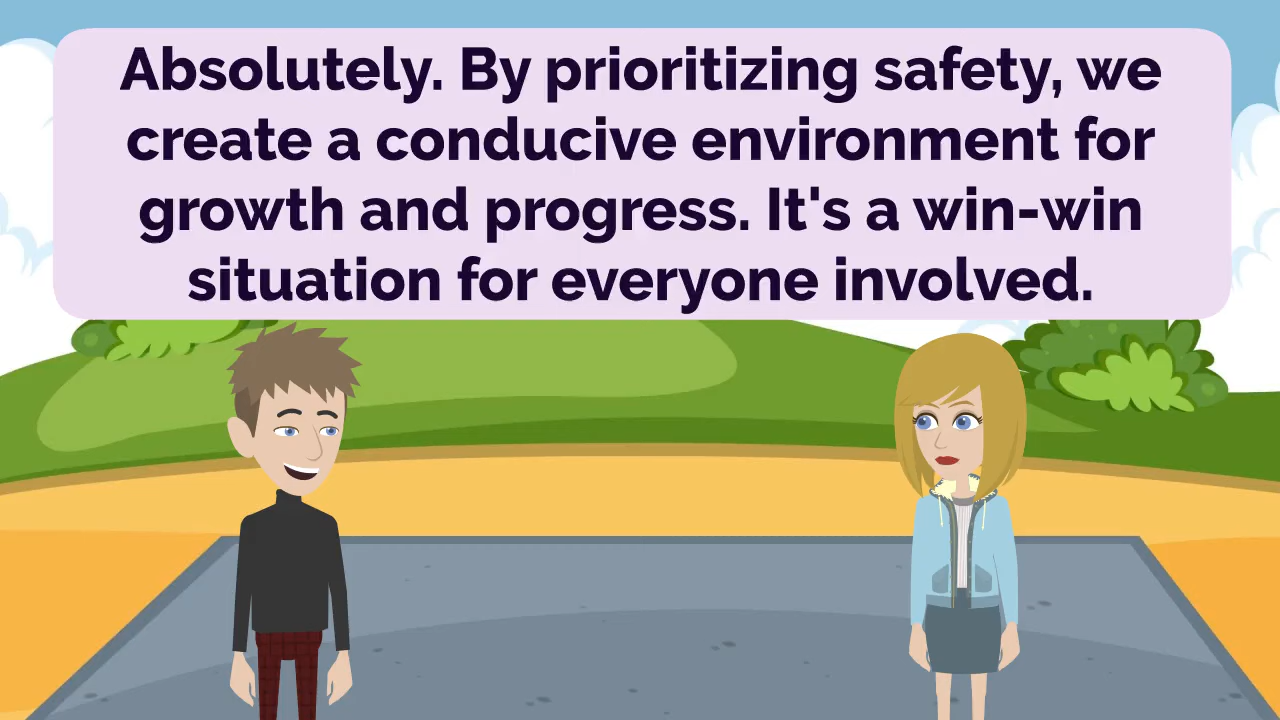 Absolutely. By prioritizing safety, we
create a conducive environment for
growth and progress. It's a win-win
situation for everyone involved.